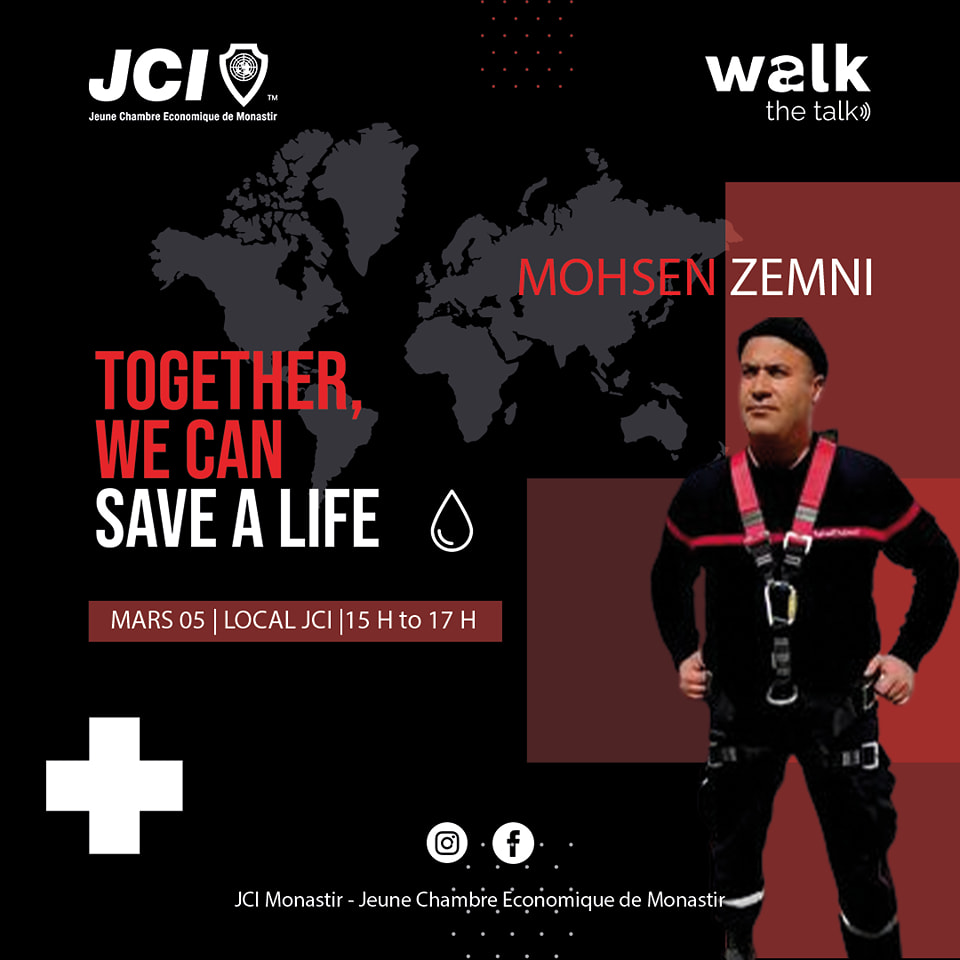 JCI
TM
Jeune Chambre Economique de Monastir
walk
the talk
MOHSEN ZEMNI
TOGETHER,
WE CAN
SAVE A LIFE
MARS 05 | LOCAL JCI |15 H to 17 H
JCI Monastir - Jeune Chambre Economique de Monastir